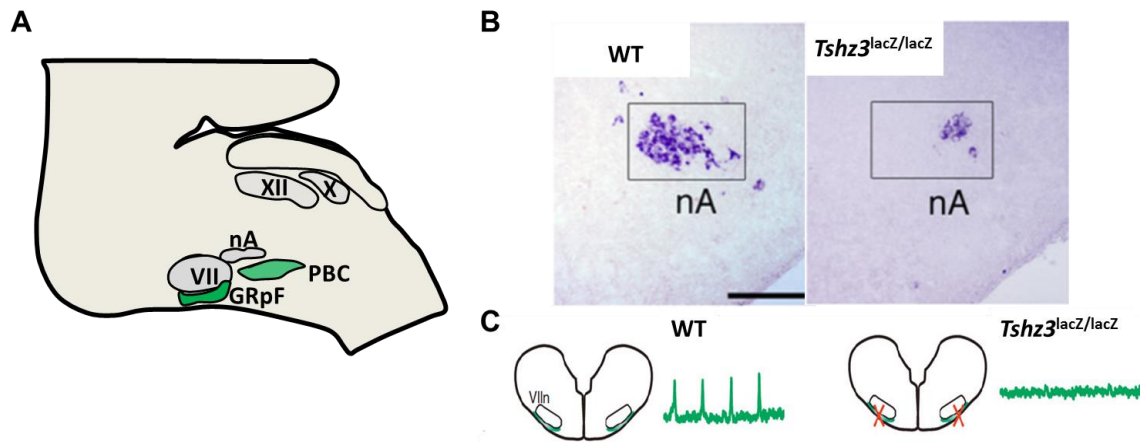 A
XII
X
nA
VII
PBC
GRpF
B
WT
Tshz3lacZ/lacZ
nA
nA
C
WT
Tshz3lacZ/lacZ
VIIn
X
X